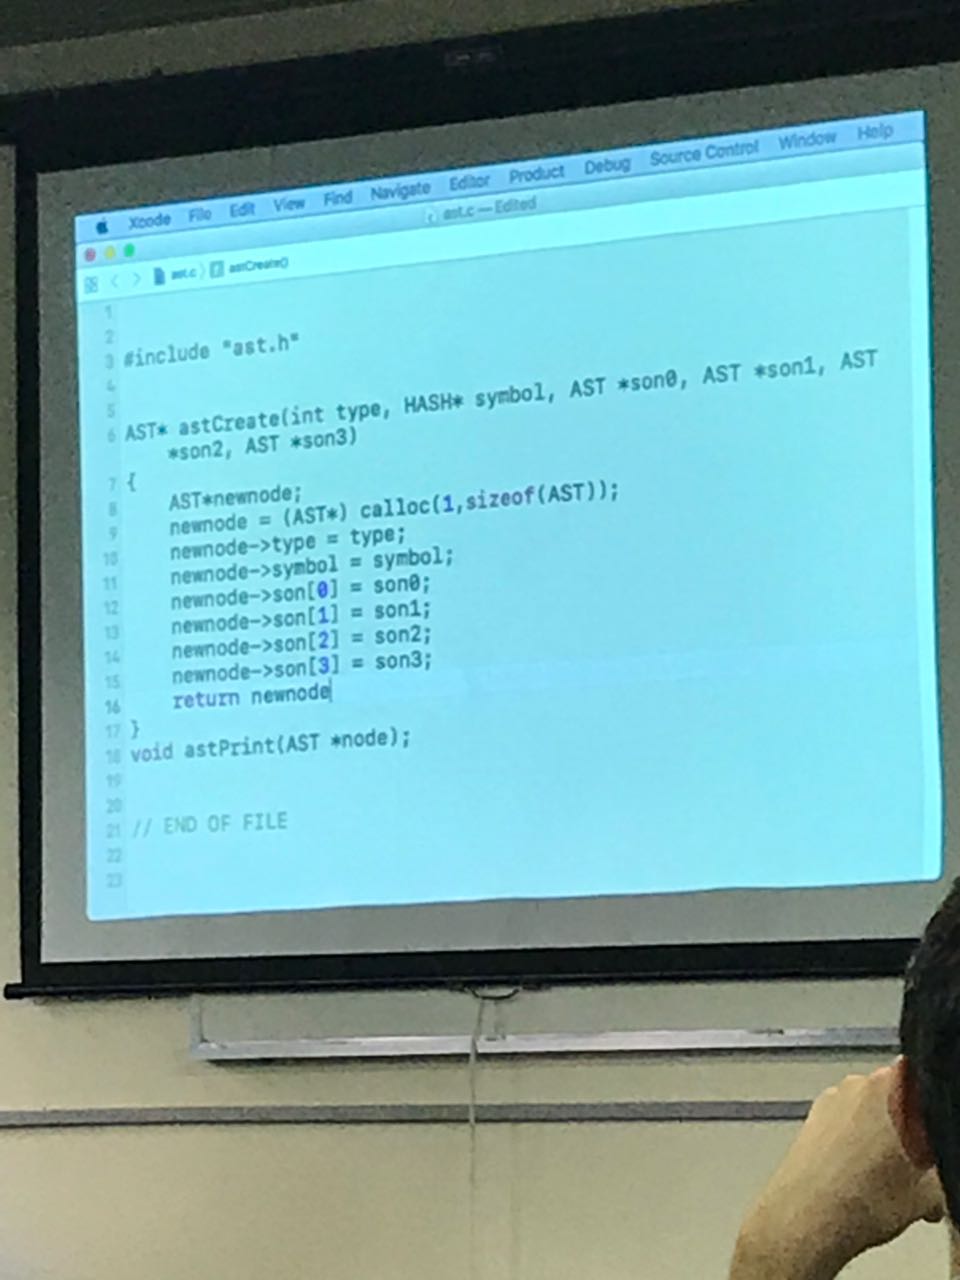 Xcode File Edit View Find Navigate Editor Product Debug Source Control Window Help
ast.c — Edited
ast.c astCreate()
1
2
3 #include "ast.h"
4
5
6 AST* astCreate(int type, HASH* symbol, AST *son0, AST *son1, AST
*son2, AST *son3)
7 {
8 AST*newnode;
9 newnode = (AST*) calloc(1,sizeof(AST));
10 newnode->type = type;
11 newnode->symbol = symbol;
12 newnode->son[0] = son0;
13 newnode->son[1] = son1;
14 newnode->son[2] = son2;
15 newnode->son[3] = son3;
16 return newnode
17 }
18 void astPrint(AST *node);
19
20
21 // END OF FILE
22
23